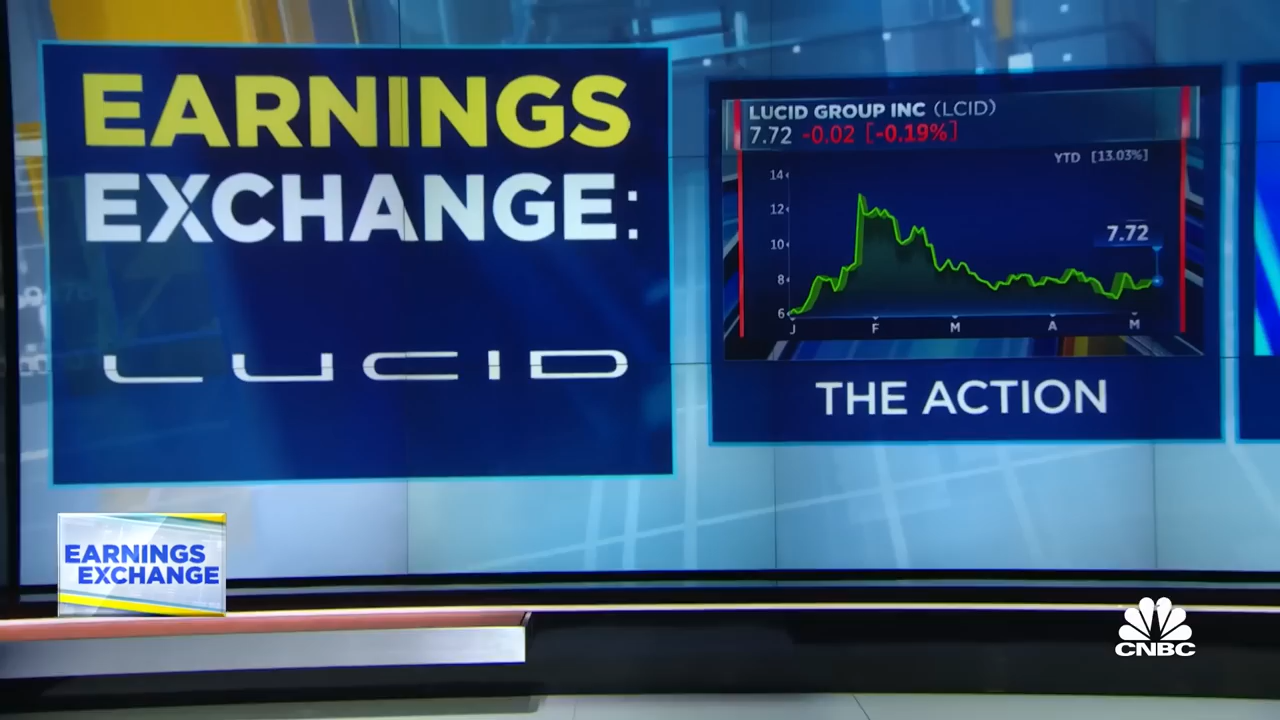 EARNINGS
EXCHANGE:
LUCID
LUCID GROUP INC (LCID)
7.72 -0.02 [-0.19%]
YTD [13.03%]
14
12
10
8
6
7.72
J F M A M
THE ACTION
EARNINGS
EXCHANGE
CNBC